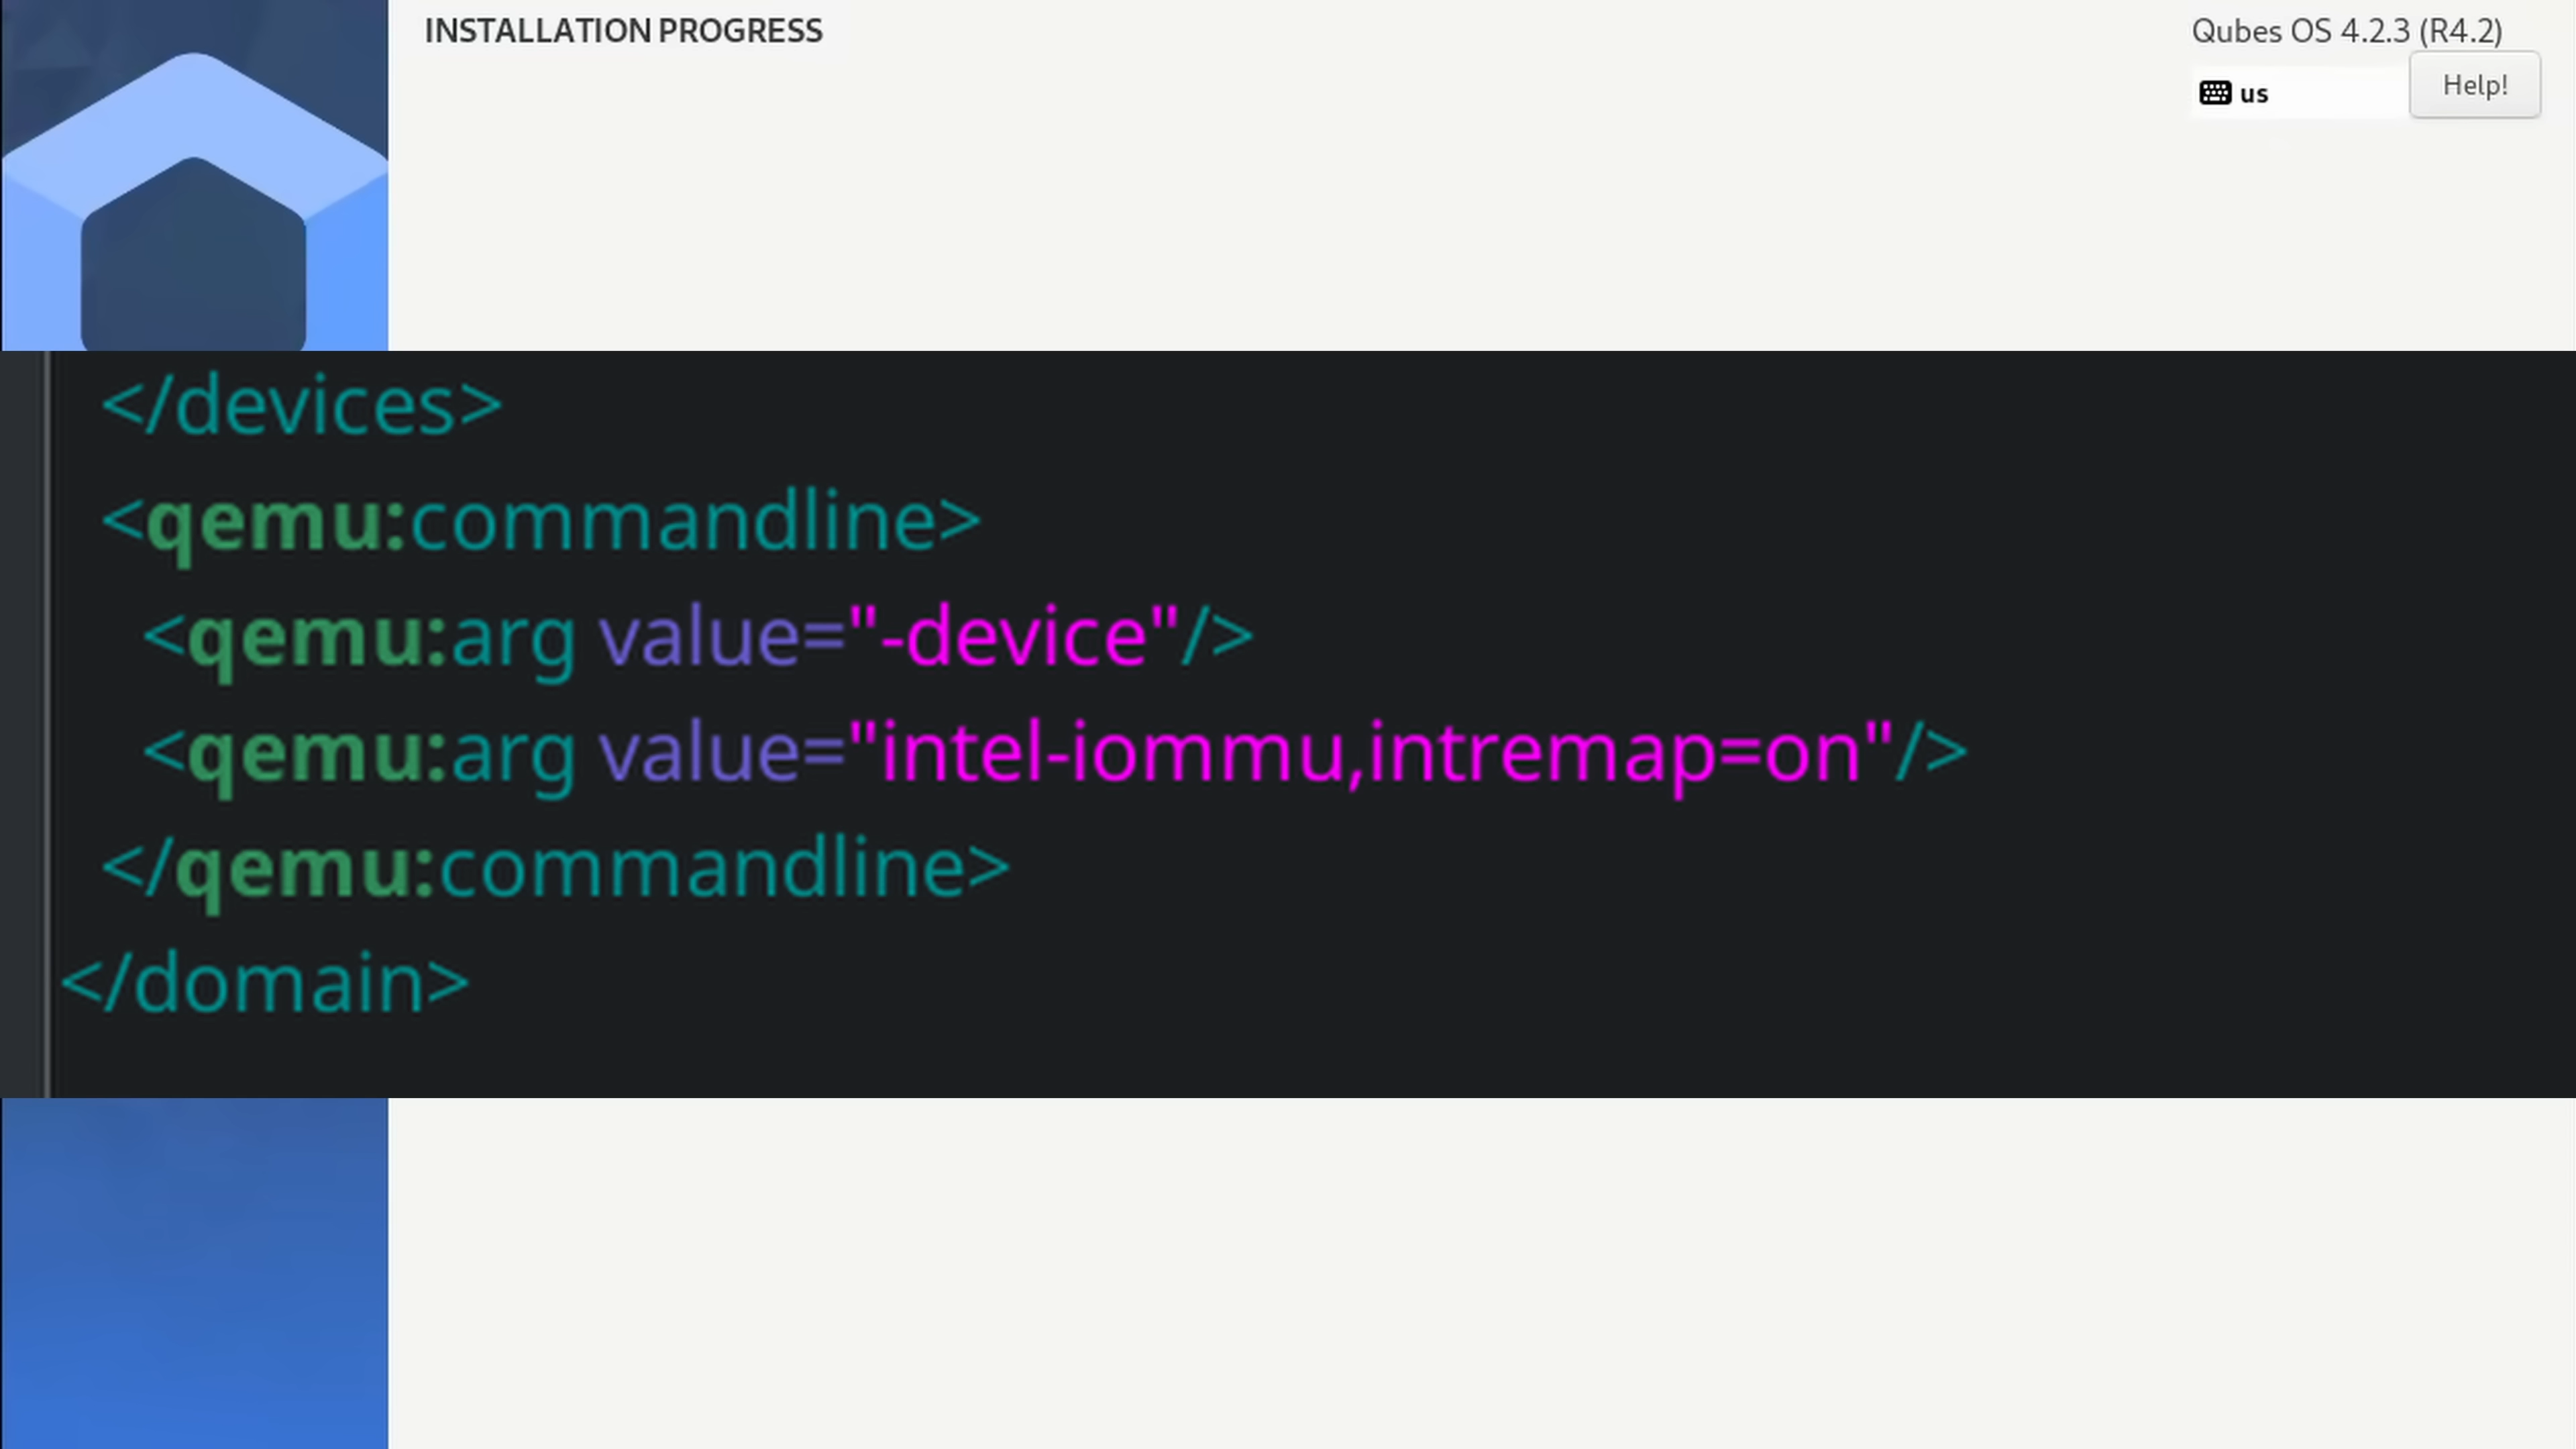 INSTALLATION PROGRESS
Qubes OS 4.2.3 (R4.2)
us
Help!
</devices>
<qemu:commandline>
<qemu:arg value="-device"/>
<qemu:arg value="intel-iommu,intremap=on"/>
</qemu:commandline>
</domain>